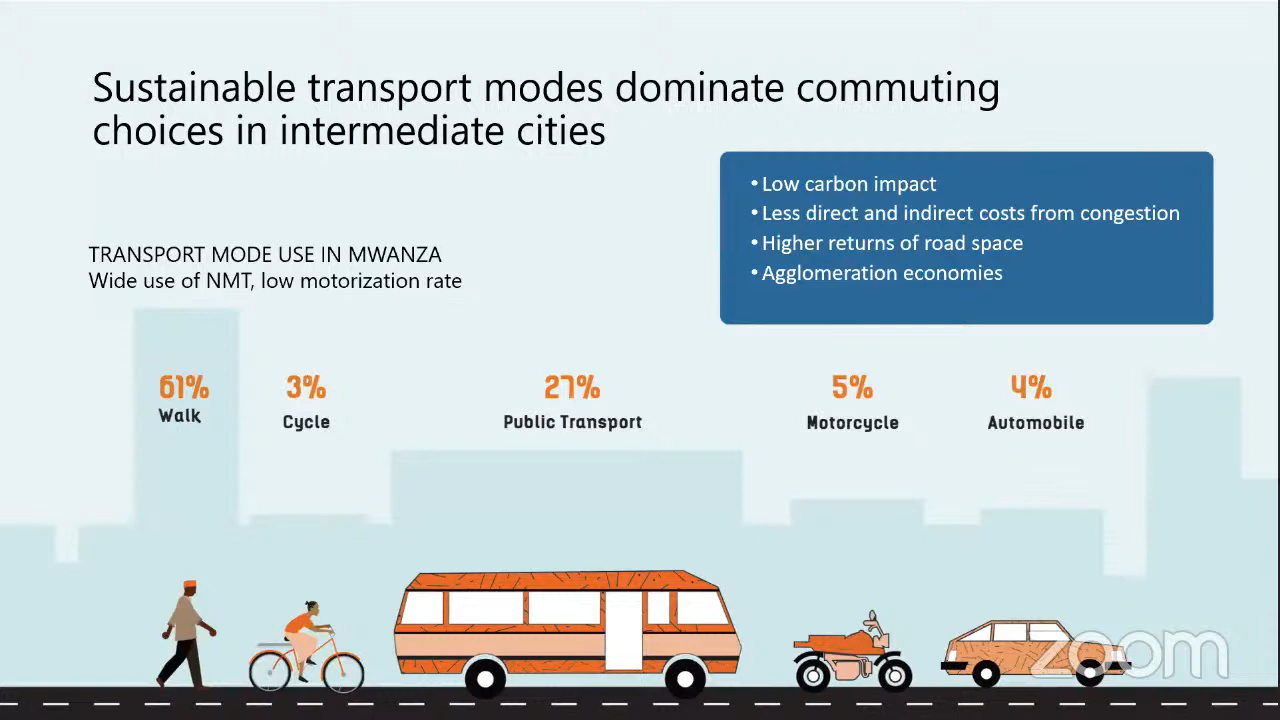 Sustainable transport modes dominate commuting
choices in intermediate cities
• Low carbon impact
• Less direct and indirect costs from congestion
• Higher returns of road space
• Agglomeration economies
TRANSPORT MODE USE IN MWANZA
Wide use of NMT, low motorization rate
61%
Walk
3%
Cycle
27%
Public Transport
5%
Motorcycle
4%
Automobile
zoom